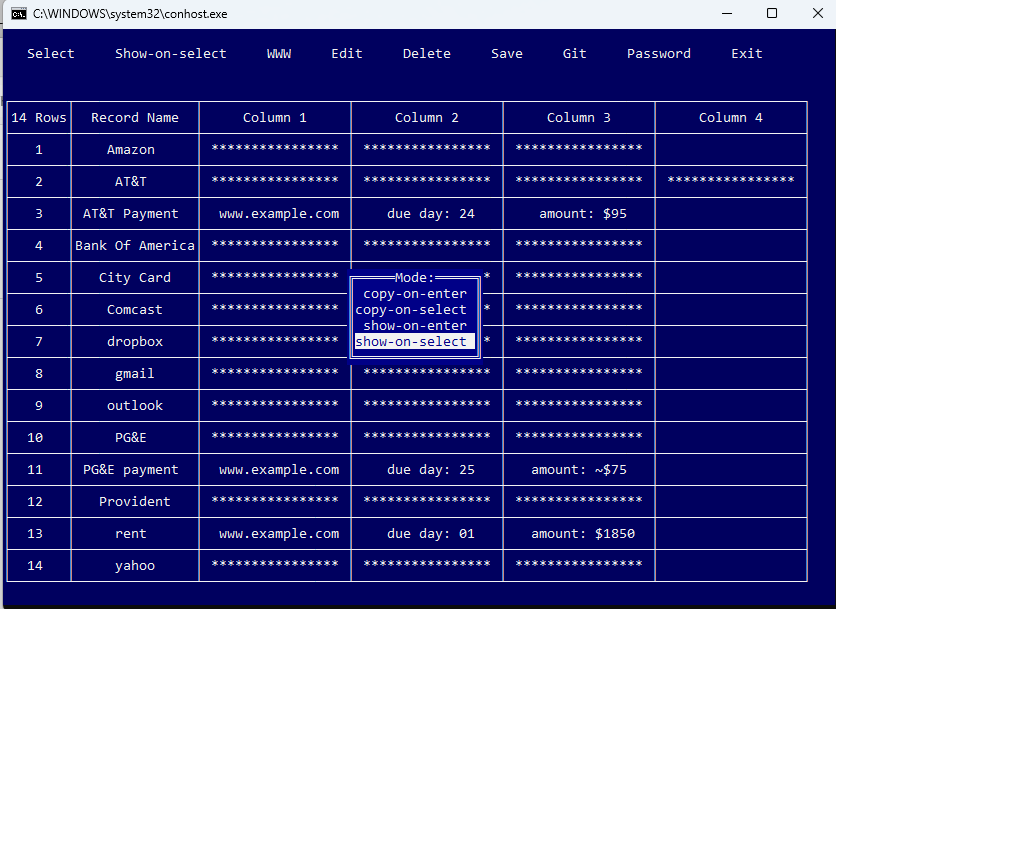 C:\WINDOWS\system32\conhost.exe
Select Show-on-select WWW Edit Delete Save Git Password Exit
14 Rows Record Name Column 1 Column 2 Column 3 Column 4
1 Amazon **************** **************** ****************
2 AT&T **************** **************** **************** ****************
3 AT&T Payment www.example.com due day: 24 amount: $95
4 Bank Of America **************** **************** ****************
5 City Card **************** * ****************
6 Comcast **************** * ****************
7 dropbox **************** * ****************
Mode:
copy-on-enter
copy-on-select
show-on-enter
show-on-select
8 gmail **************** **************** ****************
9 outlook **************** **************** ****************
10 PG&E **************** **************** ****************
11 PG&E payment www.example.com due day: 25 amount: ~$75
12 Provident **************** **************** ****************
13 rent www.example.com due day: 01 amount: $1850
14 yahoo **************** **************** ****************